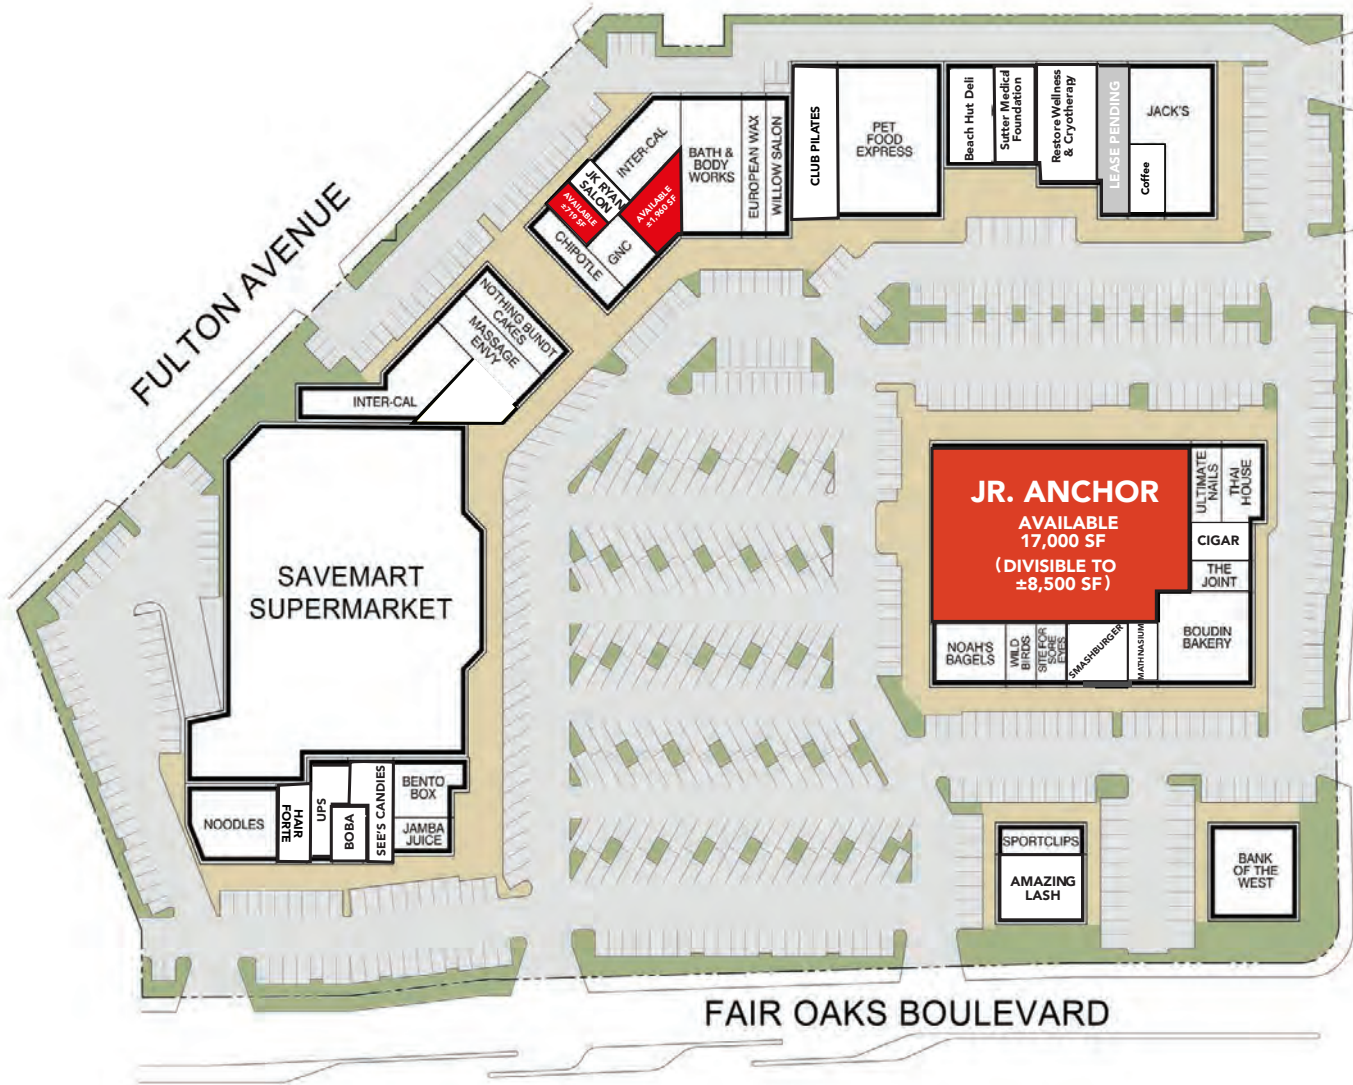 FULTON AVENUE
INTER-CAL
JK RYAN
SALON
AVAILABLE
±719 SF
AVAILABLE
±1,960 SF
CHIPOTLE
GNC
BATH &
BODY
WORKS
EUROPEAN WAX
WILLOW SALON
CLUB PILATES
PET
FOOD
EXPRESS
Beach Hut Deli
Sutter Medical
Foundation
Restore Wellness
& Cryotherapy
LEASE PENDING
JACK'S
Coffee
NOTHING BUNDT
CAKES
MASSAGE
ENVY
INTER-CAL
SAVEMART
SUPERMARKET
JR. ANCHOR
AVAILABLE
17,000 SF
(DIVISIBLE TO
±8,500 SF)
ULTIMATE
NAILS
THAI
HOUSE
CIGAR
THE
JOINT
BOUDIN
BAKERY
NOAH'S
BAGELS
WILD
BIRDS
SITE FOR
SORE
EYES
SMASHBURGER
MATHNASIUM
NOODLES
HAIR
FORTE
UPS
BOBA
SEE'S CANDIES
BENTO
BOX
JAMBA
JUICE
SPORTCLIPS
AMAZING
LASH
BANK
OF THE
WEST
FAIR OAKS BOULEVARD